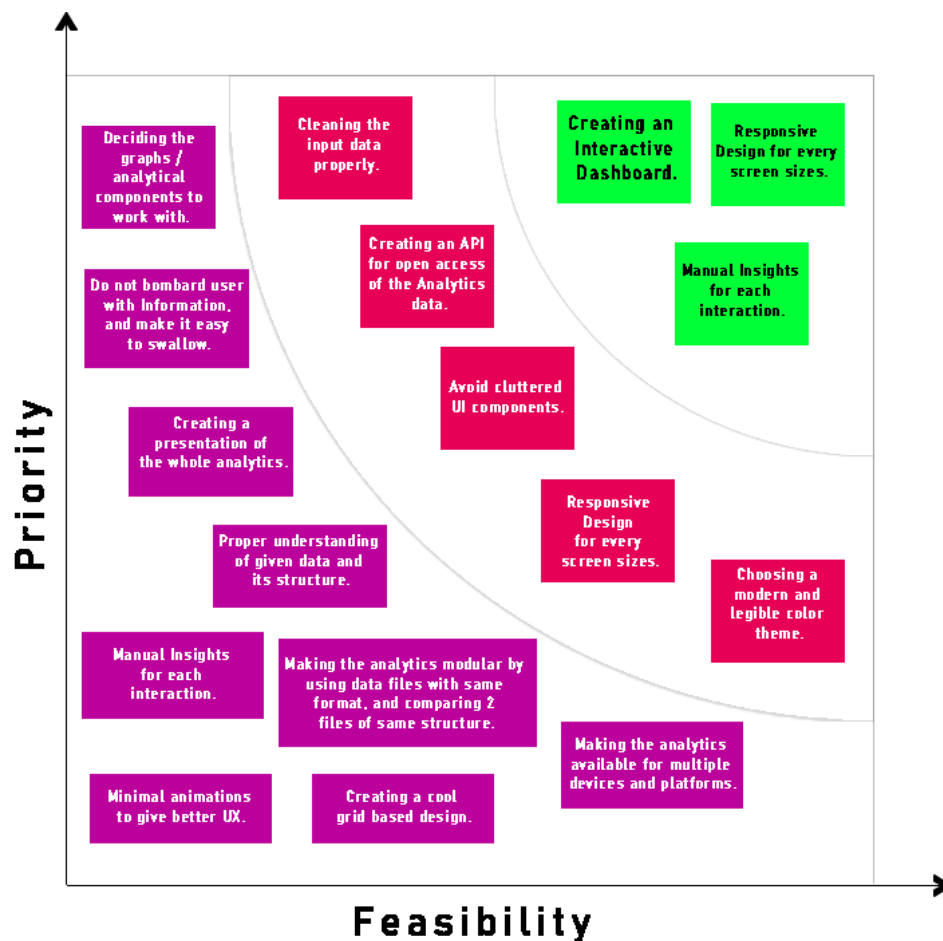 Priority
Deciding the
graphs /
analytical
components to
work with.
Cleaning the
input data
properly.
Creating an
Interactive
Dashboard.
Responsive
Design for every
screen sizes.
Creating an API
for open access
of the Analytics
data.
Manual Insights
for each
interaction.
Do not bombard user
with Information,
and make it easy
to swallow.
Avoid cluttered
UI components.
Creating a
presentation of
the whole analytics.
Responsive
Design
for every
screen sizes.
Proper understanding
of given data and
its structure.
Choosing a
modern and
legible color
theme.
Manual Insights
for each
interaction.
Making the analytics modular by
using data files with same
format, and comparing 2
files of same structure.
Making the analytics
available for multiple
devices and platforms.
Minimal animations
to give better UX.
Creating a cool
grid based design.
Feasibility